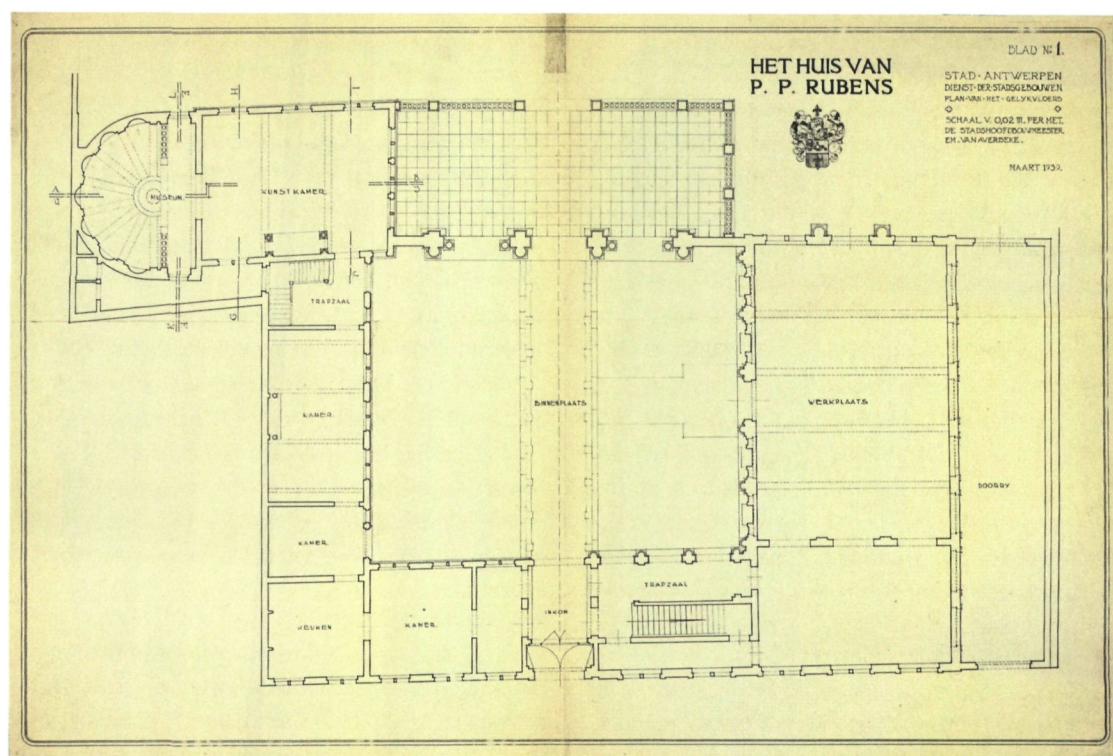 BLAD Nº 1.
HET HUIS VAN
P. P. RUBENS
STAD·ANTWERPEN
DIENST·DER·STADSGEBOUWEN
PLAN·VAN·HET·GELYKVLOERS
SCHAAL V. 0,02 M. PER MET.
DE STADSHOOFDBOUWMEESTER.
EM. VAN AVERBEKE.
MAART 1939.
MUSEUM.
KUNSTKAMER.
TRAPZAAL
KAMER.
BINNENPLAATS
WERKPLAATS
DOORRY
KAMER.
TRAPZAAL
KEUKEN
KAMER.
INKOM